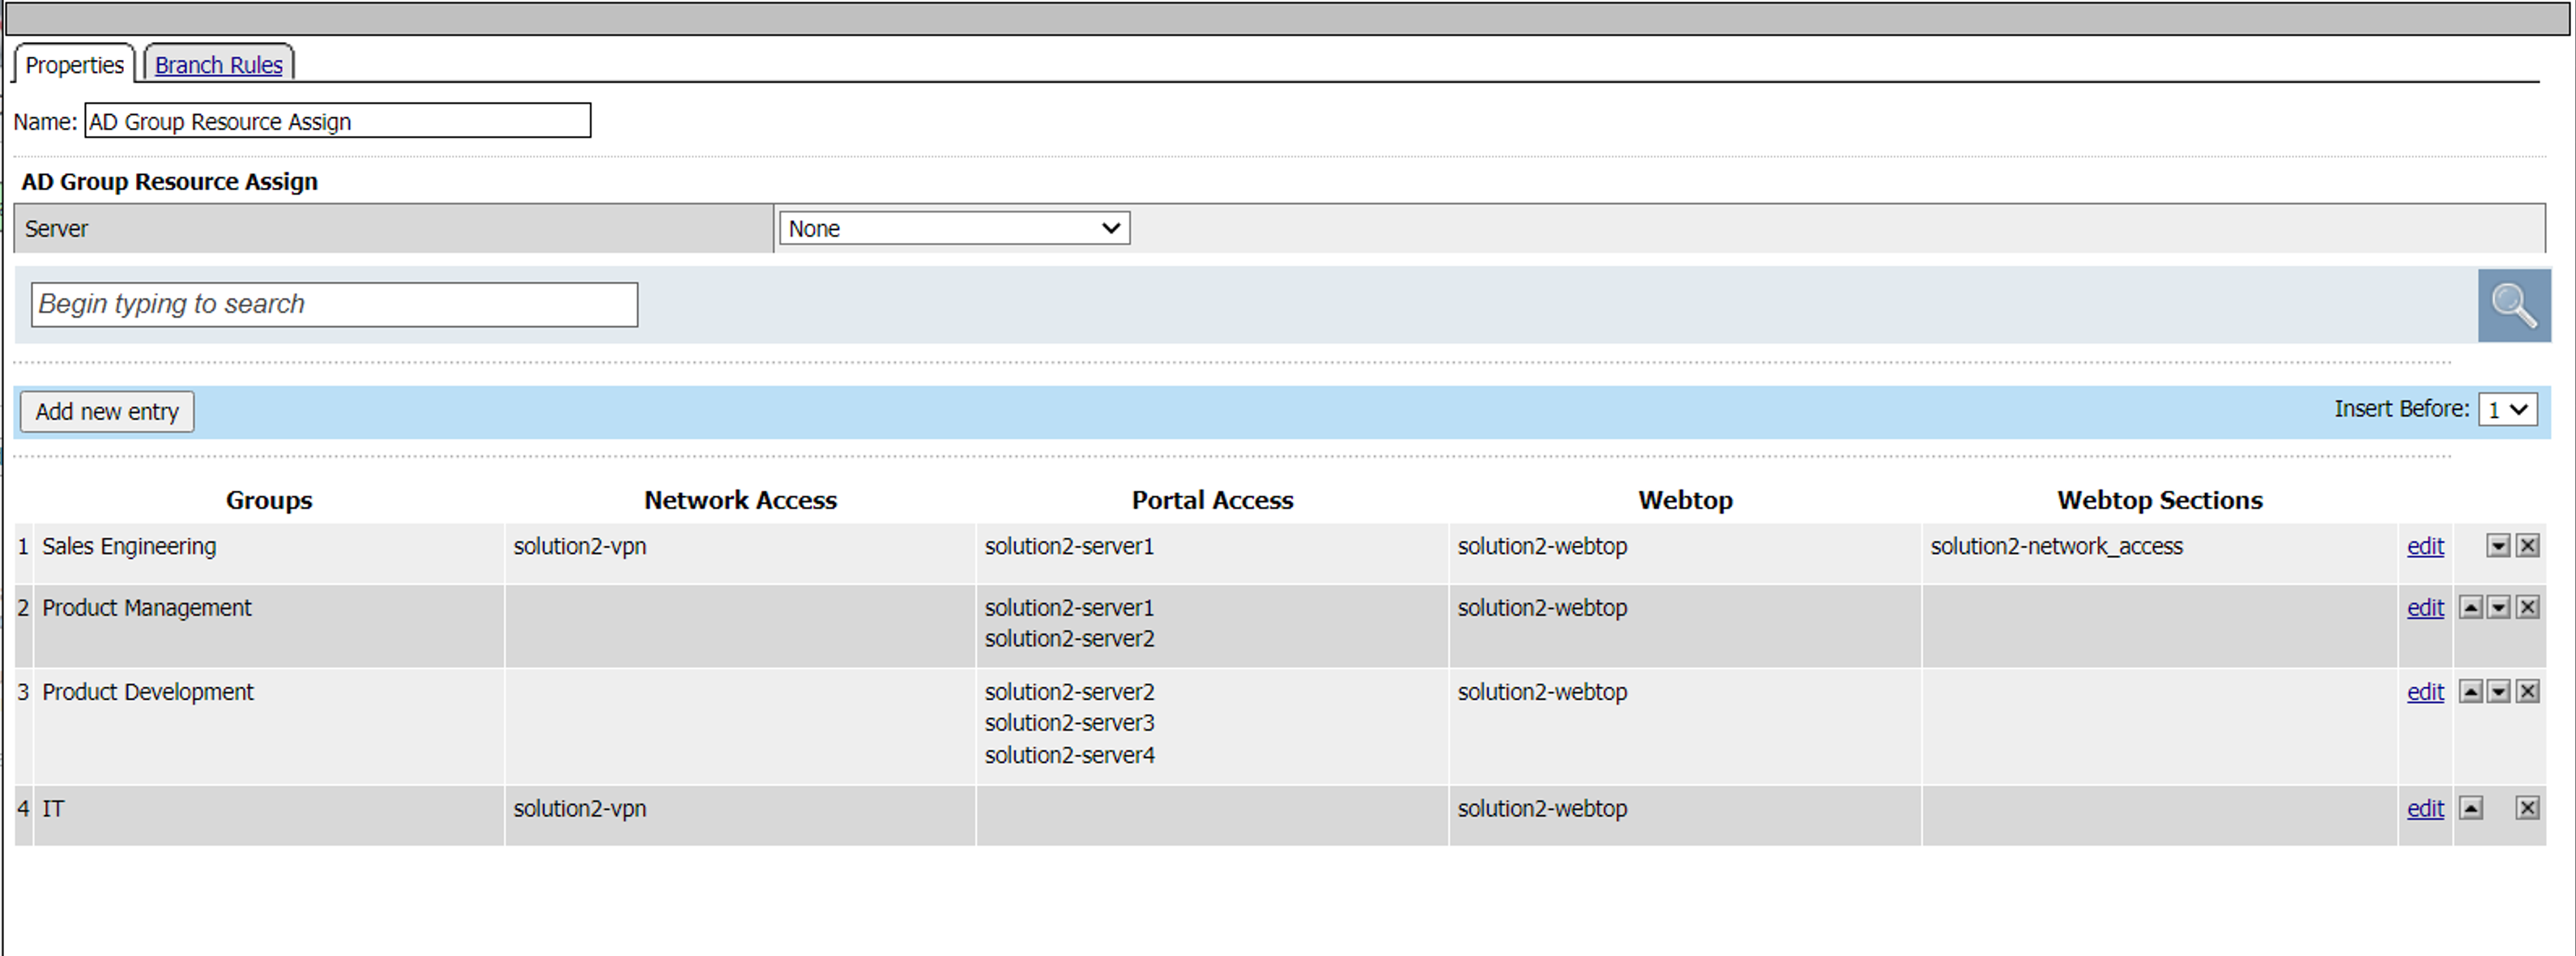 Properties Branch Rules
Name: AD Group Resource Assign
AD Group Resource Assign
Server None
Begin typing to search
Add new entry Insert Before: 1
Groups Network Access Portal Access Webtop Webtop Sections
1 Sales Engineering solution2-vpn solution2-server1 solution2-webtop solution2-network_access edit
2 Product Management solution2-server1 solution2-webtop edit
solution2-server2
3 Product Development solution2-server2 solution2-webtop edit
solution2-server3
solution2-server4
4 IT solution2-vpn solution2-webtop edit